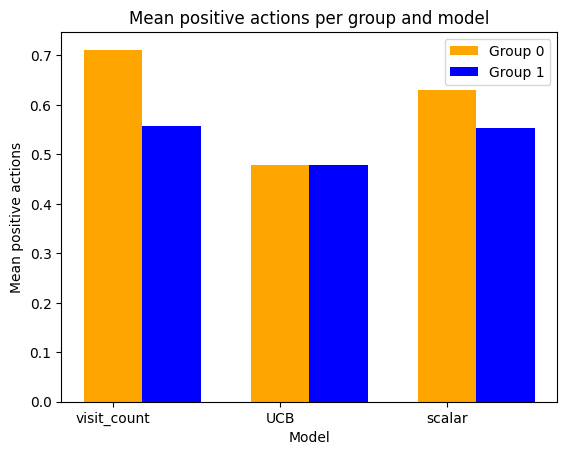 Mean positive actions per group and model
Group 0
Group 1
Mean positive actions
0.7
0.6
0.5
0.4
0.3
0.2
0.1
0.0
visit_count
UCB
scalar
Model